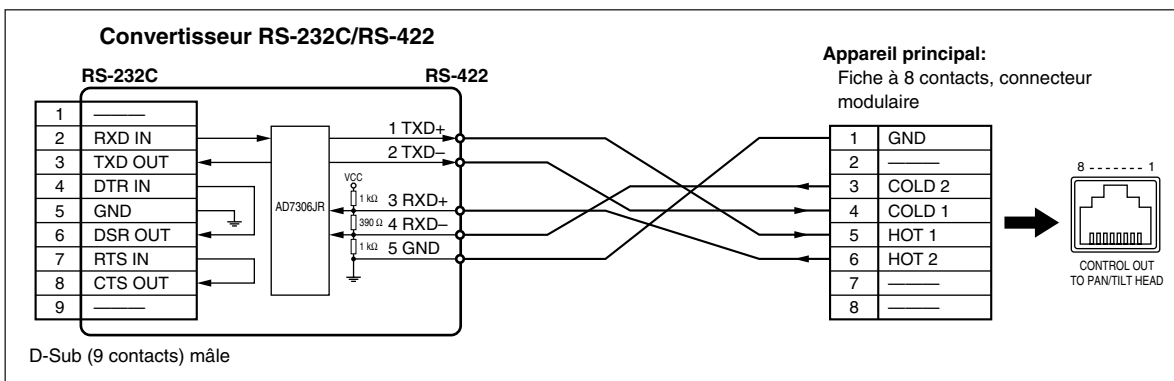 Convertisseur RS-232C/RS-422
RS-232C
RS-422
1 ———
2 RXD IN
3 TXD OUT
4 DTR IN
5 GND
6 DSR OUT
7 RTS IN
8 CTS OUT
9 ———
D-Sub (9 contacts) mâle
AD7306JR
VCC
1 kΩ
390 Ω
1 kΩ
1 TXD+
2 TXD–
3 RXD+
4 RXD–
5 GND
Appareil principal:
Fiche à 8 contacts, connecteur
modulaire
1 GND
2 ———
3 COLD 2
4 COLD 1
5 HOT 1
6 HOT 2
7 ———
8 ———
8 - - - - - - - 1
CONTROL OUT
TO PAN/TILT HEAD